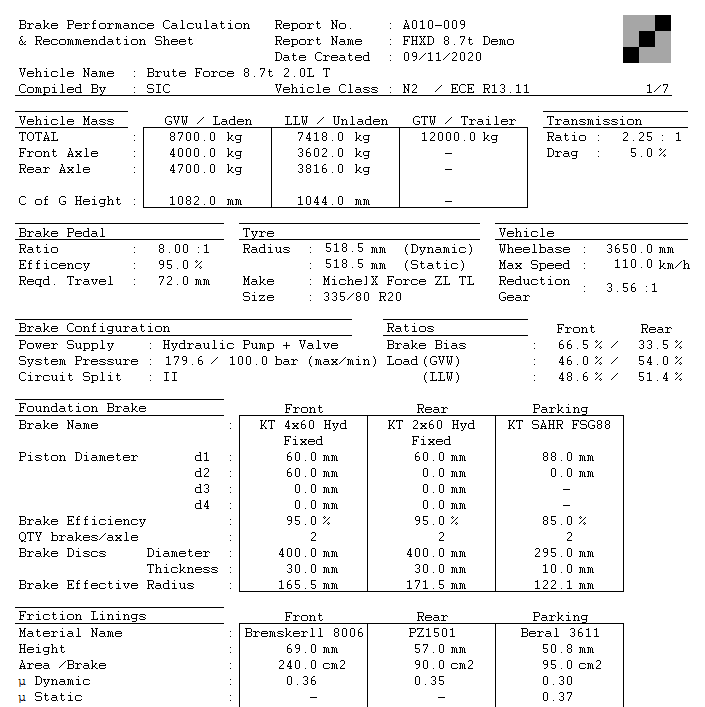 Brake Performance Calculation Report No. : A010-009
& Recommendation Sheet Report Name : FHXD 8.7t Demo
Date Created : 09/11/2020
Vehicle Name : Brute Force 8.7t 2.0L T
Compiled By : SIC Vehicle Class : N2 / ECE R13.11 1/7
Vehicle Mass GVW / Laden LLW / Unladen GTW / Trailer Transmission
TOTAL : 8700.0 kg 7418.0 kg 12000.0 kg Ratio : 2.25 : 1
Front Axle : 4000.0 kg 3602.0 kg – Drag : 5.0 %
Rear Axle : 4700.0 kg 3816.0 kg –
C of G Height : 1082.0 mm 1044.0 mm –
Brake Pedal Tyre Vehicle
Ratio : 8.00 :1 Radius : 518.5 mm (Dynamic) Wheelbase : 3650.0 mm
Efficency : 95.0 % : 518.5 mm (Static) Max Speed : 110.0 km/h
Reqd. Travel : 72.0 mm Make : MichelX Force ZL TL Reduction
Size : 335/80 R20 Gear : 3.56 :1
Brake Configuration Ratios Front Rear
Power Supply : Hydraulic Pump + Valve Brake Bias : 66.5 % / 33.5 %
System Pressure : 179.6 / 100.0 bar (max/min) Load (GVW) : 46.0 % / 54.0 %
Circuit Split : II (LLW) : 48.6 % / 51.4 %
Foundation Brake Front Rear Parking
Brake Name : KT 4x60 Hyd KT 2x60 Hyd KT SAHR FSG88
Fixed Fixed
Piston Diameter d1 : 60.0 mm 60.0 mm 88.0 mm
d2 : 60.0 mm 0.0 mm 0.0 mm
d3 : 0.0 mm 0.0 mm –
d4 : 0.0 mm 0.0 mm –
Brake Efficiency : 95.0 % 95.0 % 85.0 %
QTY brakes/axle : 2 2 2
Brake Discs Diameter : 400.0 mm 400.0 mm 295.0 mm
Thickness : 30.0 mm 30.0 mm 10.0 mm
Brake Effective Radius : 165.5 mm 171.5 mm 122.1 mm
Friction Linings Front Rear Parking
Material Name : Bremskerll 8006 PZ1501 Beral 3611
Height : 69.0 mm 57.0 mm 50.8 mm
Area /Brake : 240.0 cm2 90.0 cm2 95.0 cm2
µ Dynamic : 0.36 0.35 0.30
µ Static : – – 0.37